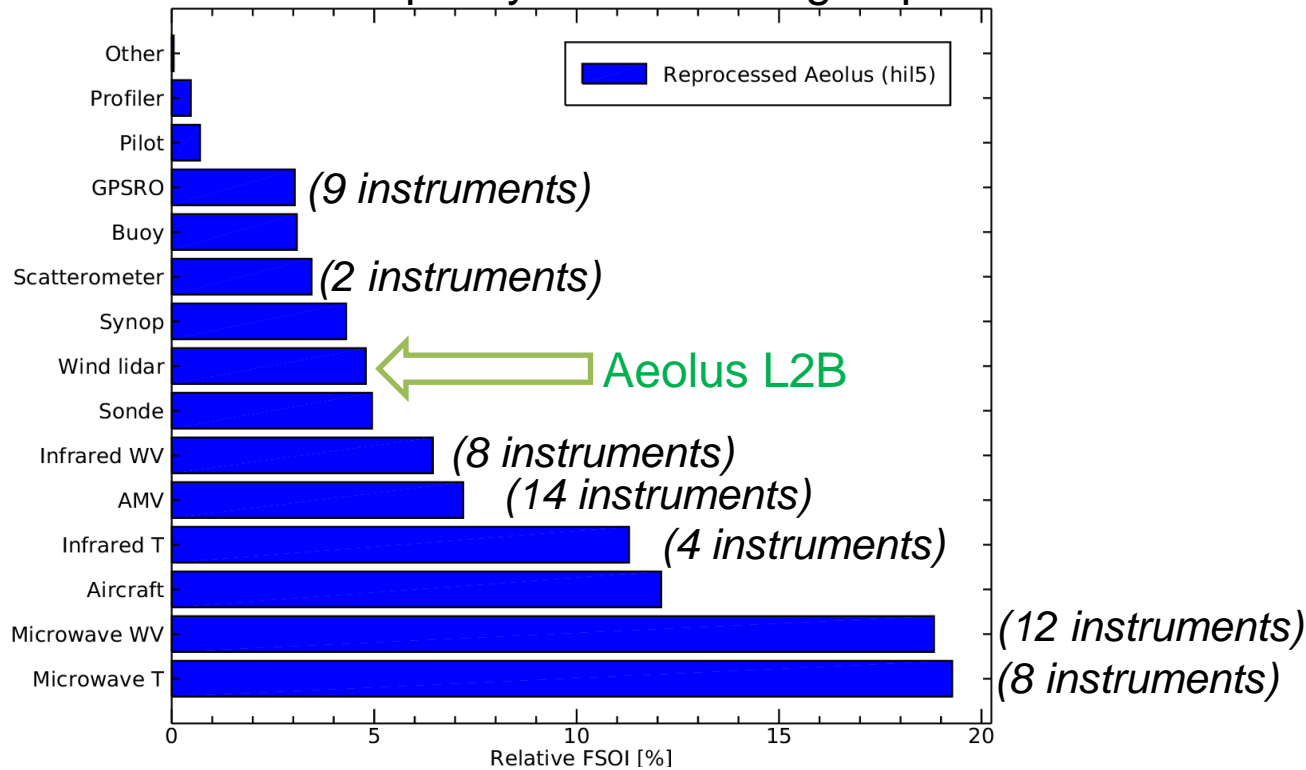 Other
Reprocessed Aeolus (hil5)
Profiler
Pilot
GPSRO (9 instruments)
Buoy
Scatterometer (2 instruments)
Synop
Wind lidar Aeolus L2B
Sonde
Infrared WV (8 instruments)
AMV (14 instruments)
Infrared T (4 instruments)
Aircraft
Microwave WV (12 instruments)
Microwave T (8 instruments)
0 5 10 15 20
Relative FSOI [%]